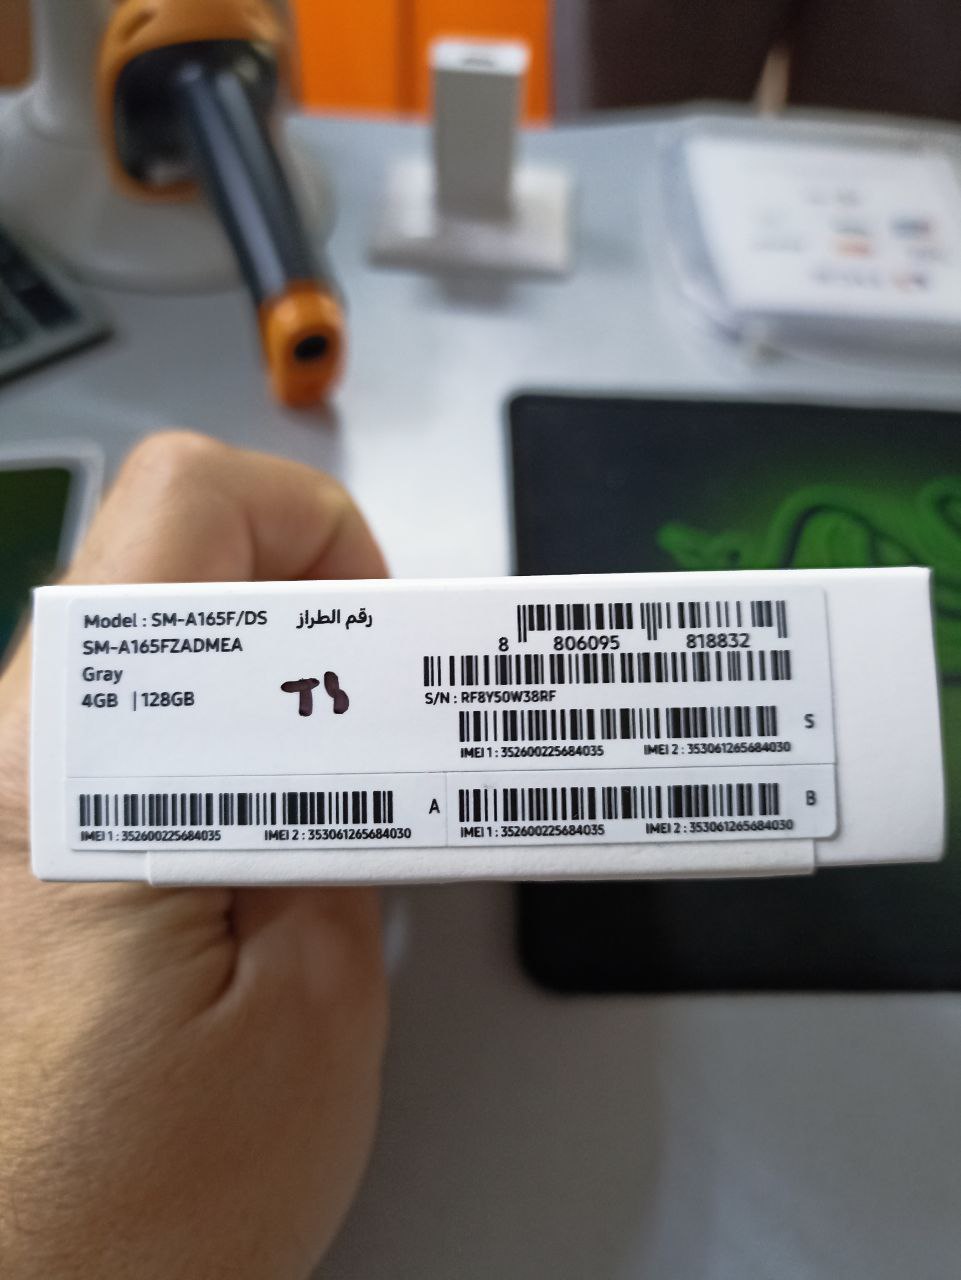 Model : SM-A165F/DS رقم الطراز
SM-A165FZADMEA
Gray
4GB | 128GB
T8
8 806095 818832
S/N : RF8Y50W38RF
IMEI 1 : 352600225684035 IMEI 2 : 353061265684030
S
IMEI 1 : 352600225684035 IMEI 2 : 353061265684030
A
IMEI 1 : 352600225684035 IMEI 2 : 353061265684030
B